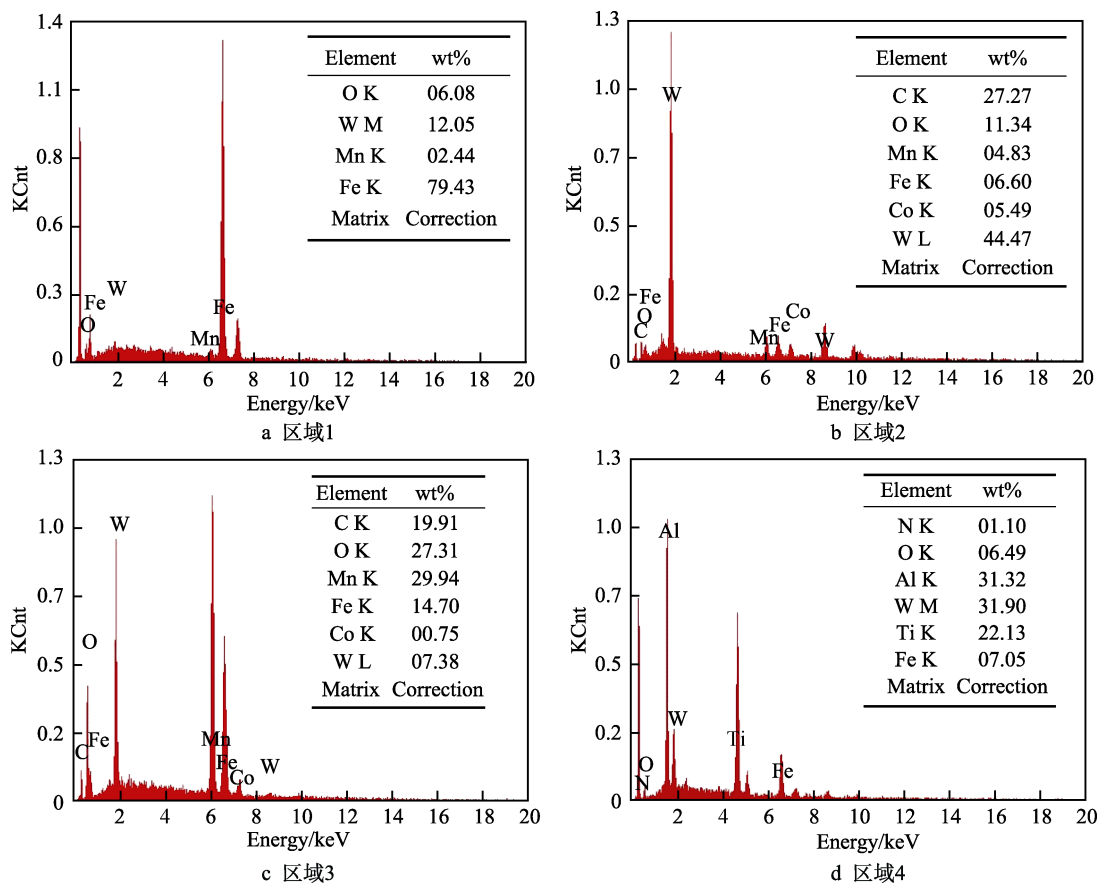 1.4
1.1
0.8
0.6
0.3
0
KCnt
Element wt%
O K 06.08
W M 12.05
Mn K 02.44
Fe K 79.43
Matrix Correction
W
Fe
O
Mn
Fe
2 4 6 8 10 12 14 16 18 20
Energy/keV
a 区域1
1.3
1.0
0.7
0.5
0.2
0
KCnt
Element wt%
C K 27.27
O K 11.34
Mn K 04.83
Fe K 06.60
Co K 05.49
W L 44.47
Matrix Correction
W
Fe
O
C
Mn
Fe
Co
W
2 4 6 8 10 12 14 16 18 20
Energy/keV
b 区域2
1.3
1.0
0.7
0.5
0.2
0
KCnt
Element wt%
C K 19.91
O K 27.31
Mn K 29.94
Fe K 14.70
Co K 00.75
W L 07.38
Matrix Correction
W
O
Fe
C
Mn
Fe
Co
W
2 4 6 8 10 12 14 16 18 20
Energy/keV
c 区域3
1.3
1.0
0.7
0.5
0.2
0
KCnt
Element wt%
N K 01.10
O K 06.49
Al K 31.32
W M 31.90
Ti K 22.13
Fe K 07.05
Matrix Correction
Al
W
O
N
Ti
Fe
2 4 6 8 10 12 14 16 18 20
Energy/keV
d 区域4